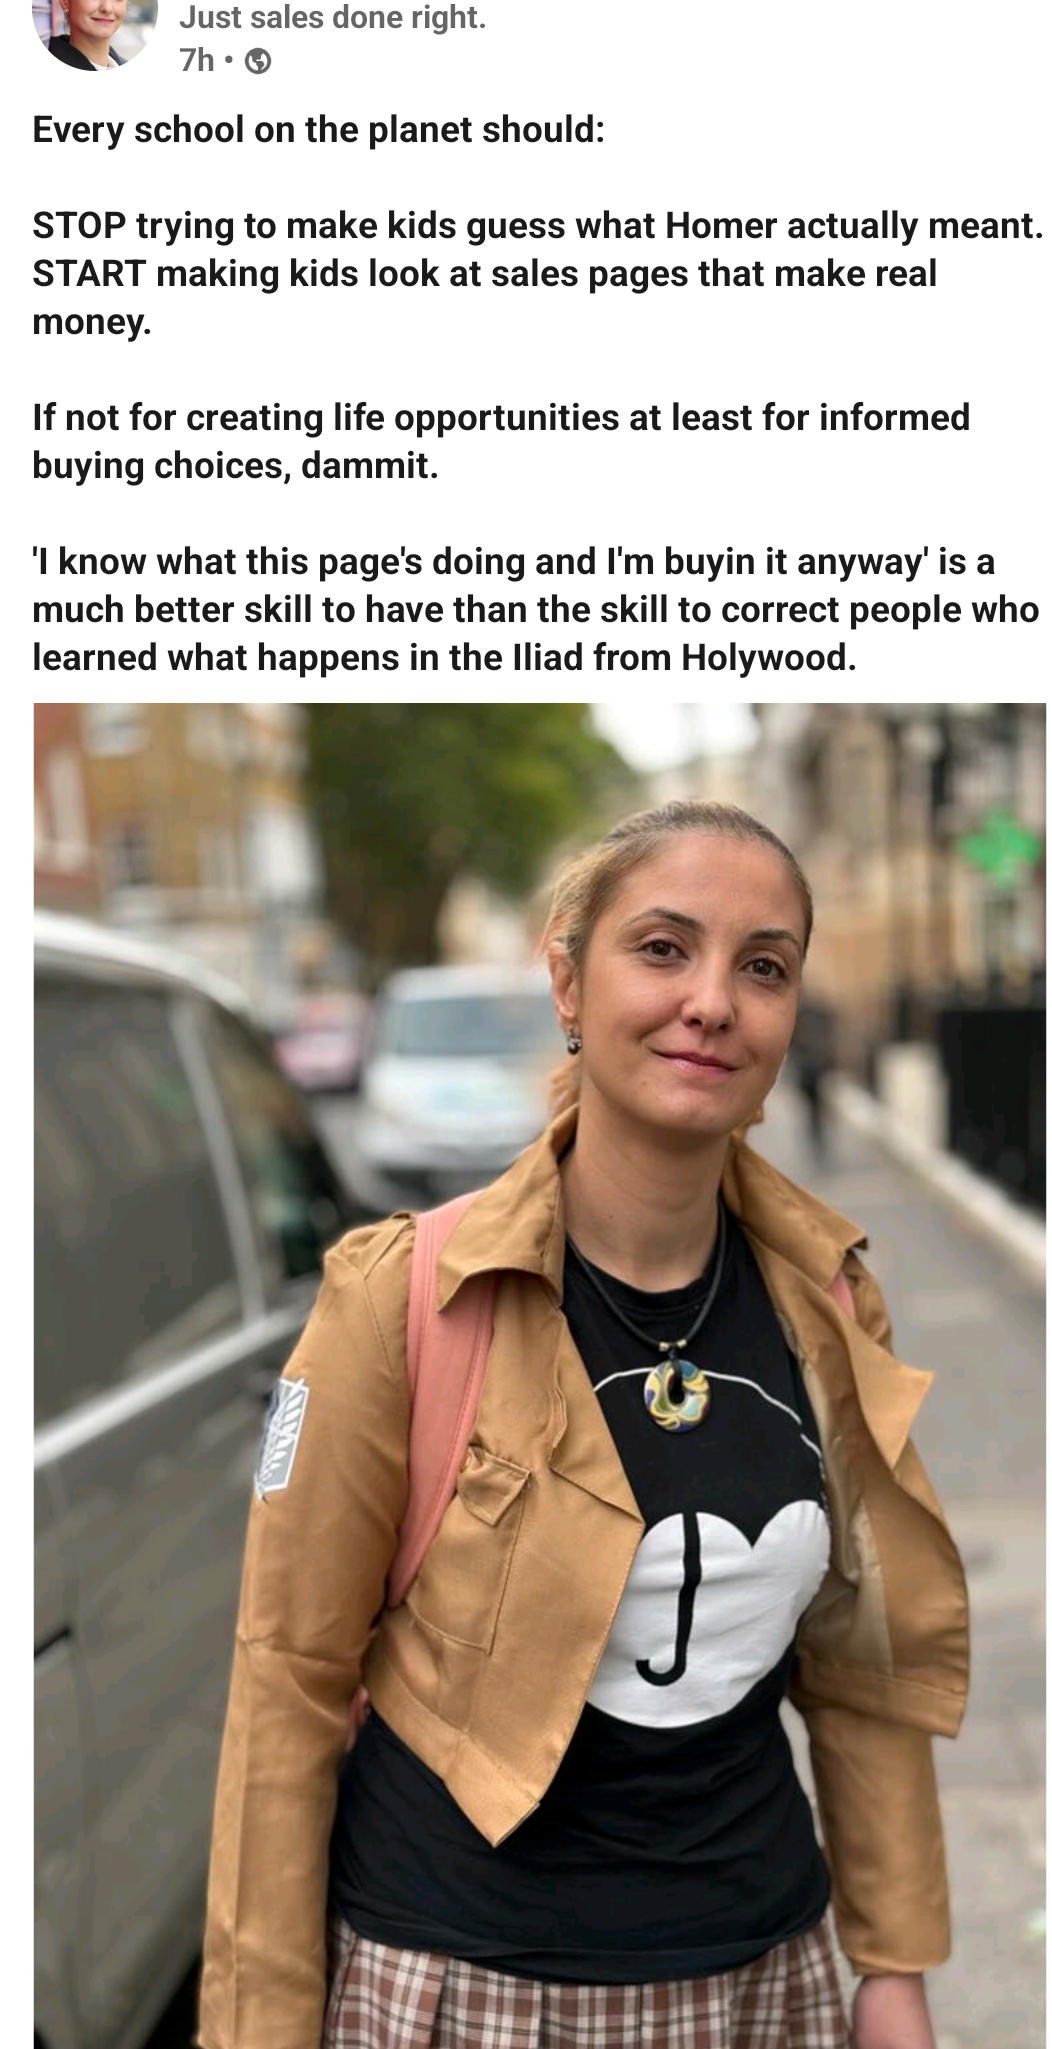 Just sales done right.
7h •
Every school on the planet should:
STOP trying to make kids guess what Homer actually meant.
START making kids look at sales pages that make real
money.
If not for creating life opportunities at least for informed
buying choices, dammit.
'I know what this page's doing and I'm buyin it anyway' is a
much better skill to have than the skill to correct people who
learned what happens in the Iliad from Holywood.